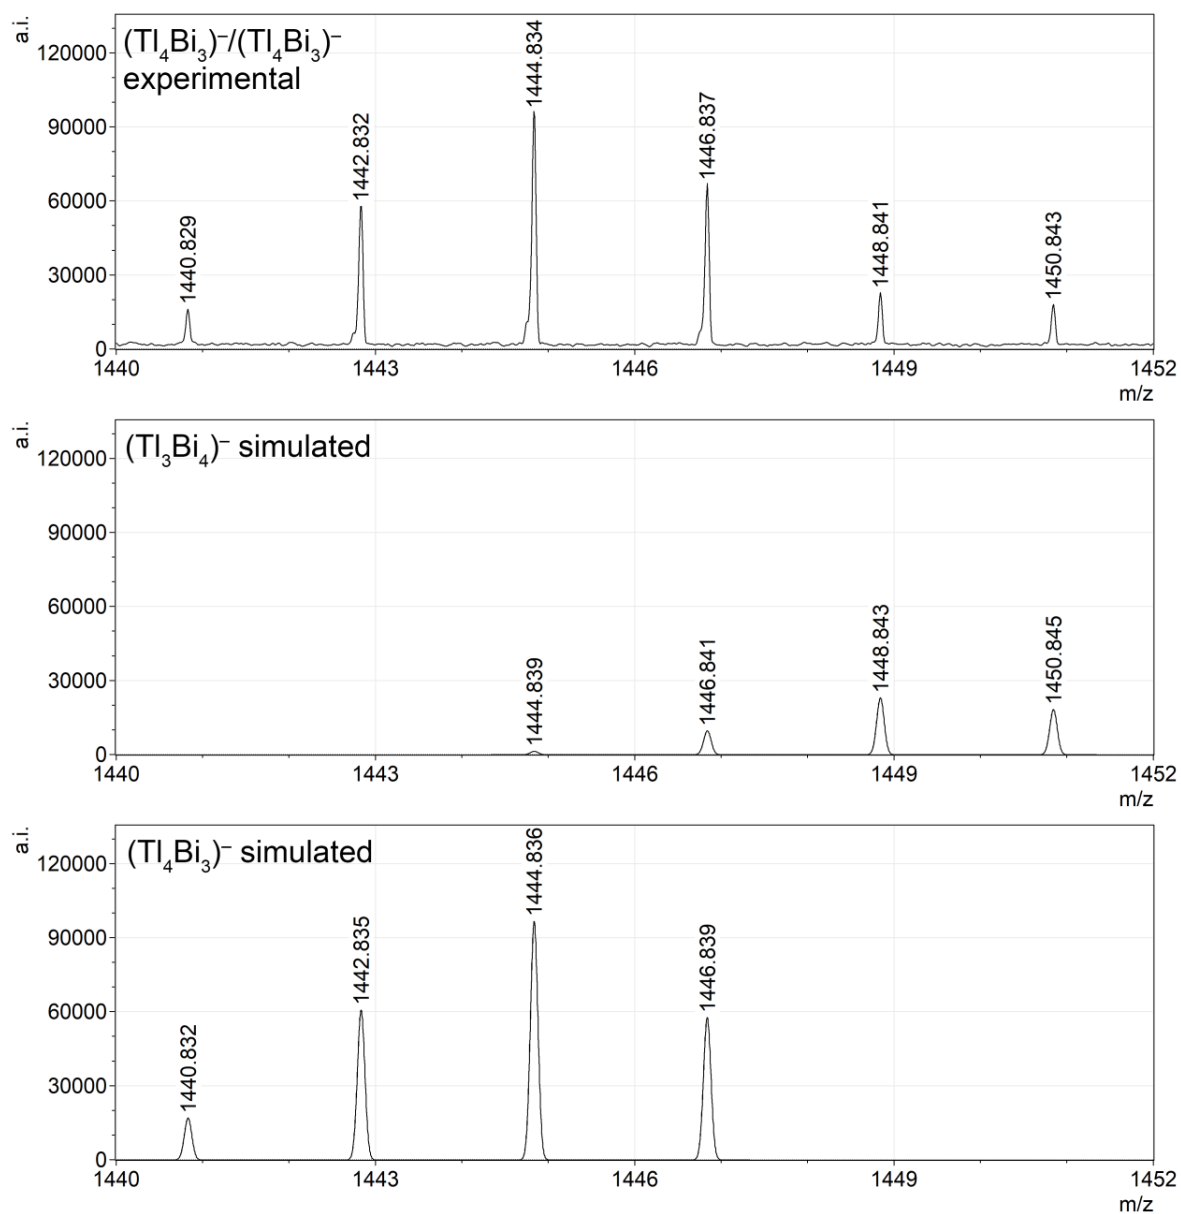 a.i.
120000
90000
60000
30000
0
(Tl₄Bi₃)⁻/(Tl₄Bi₃)⁻
experimental
1440.829
1442.832
1444.834
1446.837
1448.841
1450.843
1440 1443 1446 1449 1452
m/z
a.i.
120000
90000
60000
30000
0
(Tl₃Bi₄)⁻ simulated
1444.839
1446.841
1448.843
1450.845
1440 1443 1446 1449 1452
m/z
a.i.
120000
90000
60000
30000
0
(Tl₄Bi₃)⁻ simulated
1440.832
1442.835
1444.836
1446.839
1440 1443 1446 1449 1452
m/z